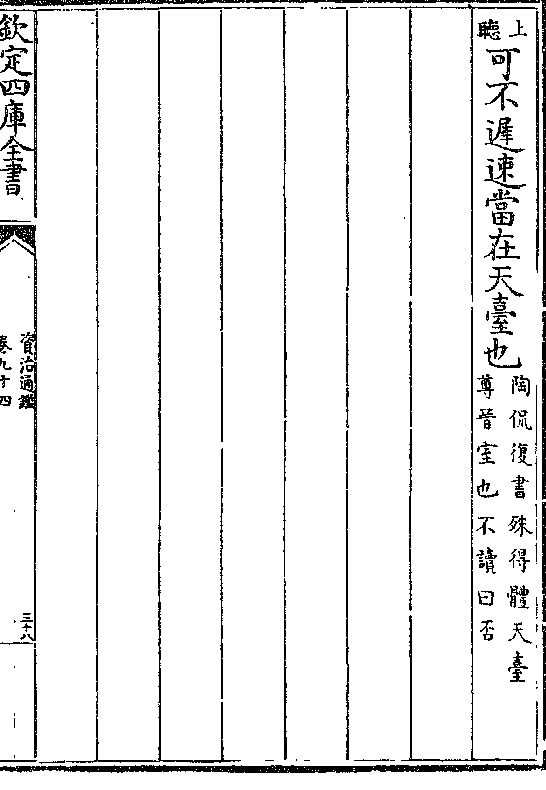 上
聽
可不遲速當在天臺也
陶侃復書殊得體天臺
尊晉室也不讀曰否
欽定四庫全書
資治通鑑
卷九十四
三十八